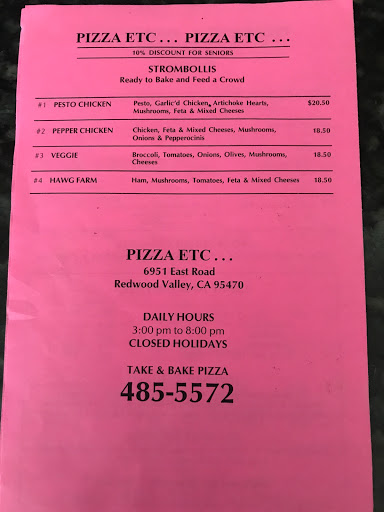 PIZZA ETC . . . PIZZA ETC . . .
10% DISCOUNT FOR SENIORS
STROMBOLLIS
Ready to Bake and Feed a Crowd
#1 PESTO CHICKEN Pesto, Garlic'd Chicken, Artichoke Hearts, $20.50
Mushrooms, Feta & Mixed Cheeses
#2 PEPPER CHICKEN Chicken, Feta & Mixed Cheeses, Mushrooms, 18.50
Onions & Pepperocinis
#3 VEGGIE Broccoli, Tomatoes, Onions, Olives, Mushrooms, 18.50
Cheeses
#4 HAWG FARM Ham, Mushrooms, Tomatoes, Feta & Mixed Cheeses 18.50
PIZZA ETC . . .
6951 East Road
Redwood Valley, CA 95470
DAILY HOURS
3:00 pm to 8:00 pm
CLOSED HOLIDAYS
TAKE & BAKE PIZZA
485-5572